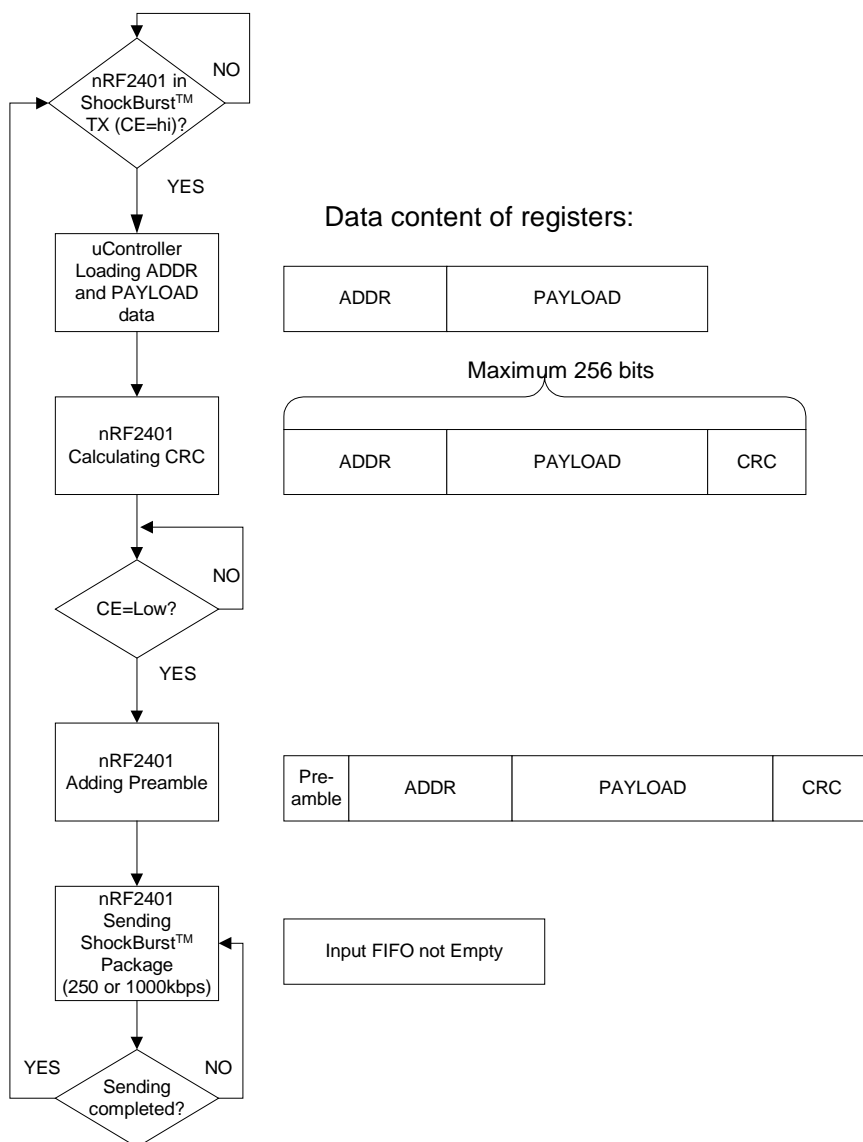 nRF2401 in
ShockBurst™
TX (CE=hi)?
NO
YES
Data content of registers:
uController
Loading ADDR
and PAYLOAD
data
ADDR
PAYLOAD
Maximum 256 bits
nRF2401
Calculating CRC
ADDR
PAYLOAD
CRC
NO
CE=Low?
YES
nRF2401
Adding Preamble
Pre-
amble
ADDR
PAYLOAD
CRC
nRF2401
Sending
ShockBurst™
Package
(250 or 1000kbps)
Input FIFO not Empty
YES
NO
Sending
completed?